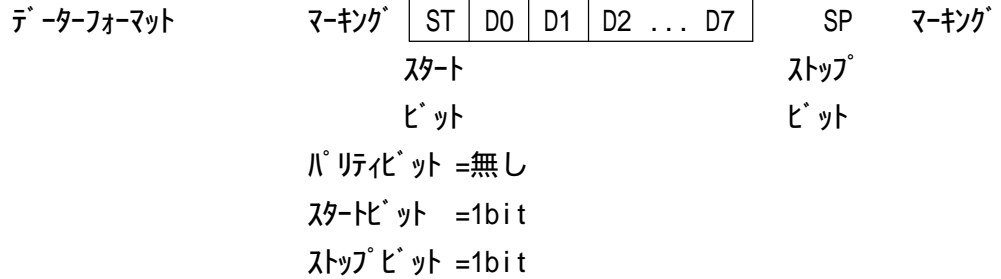 ﾃﾞｰﾀｰﾌｫｰﾏｯﾄ ﾏｰｷﾝｸﾞ ST D0 D1 D2 ... D7 SP ﾏｰｷﾝｸﾞ
ｽﾀｰﾄ ｽﾄｯﾌﾟ
ﾋﾞｯﾄ ﾋﾞｯﾄ
ﾊﾟﾘﾃｨﾋﾞｯﾄ =無し
ｽﾀｰﾄﾋﾞｯﾄ =1bit
ｽﾄｯﾌﾟﾋﾞｯﾄ =1bit